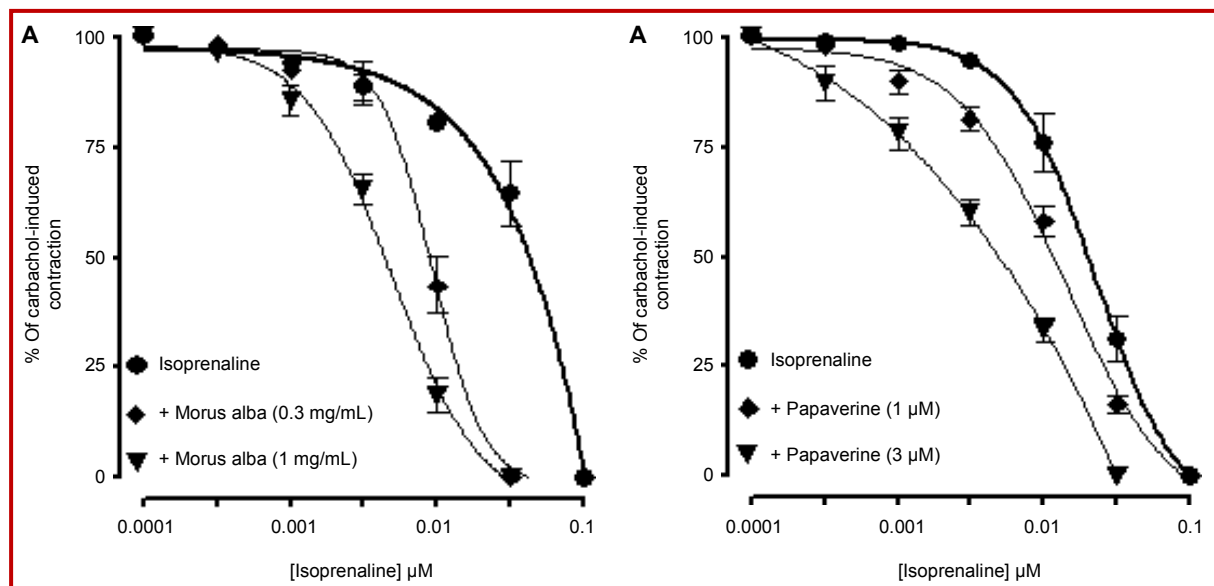 A
100
75
50
25
0
% Of carbachol-induced
contraction
Isoprenaline
+ Morus alba (0.3 mg/mL)
+ Morus alba (1 mg/mL)
0.0001
0.001
0.01
0.1
[Isoprenaline] µM
A
100
75
50
25
0
% Of carbachol-induced
contraction
Isoprenaline
+ Papaverine (1 µM)
+ Papaverine (3 µM)
0.0001
0.001
0.01
0.1
[Isoprenaline] µM